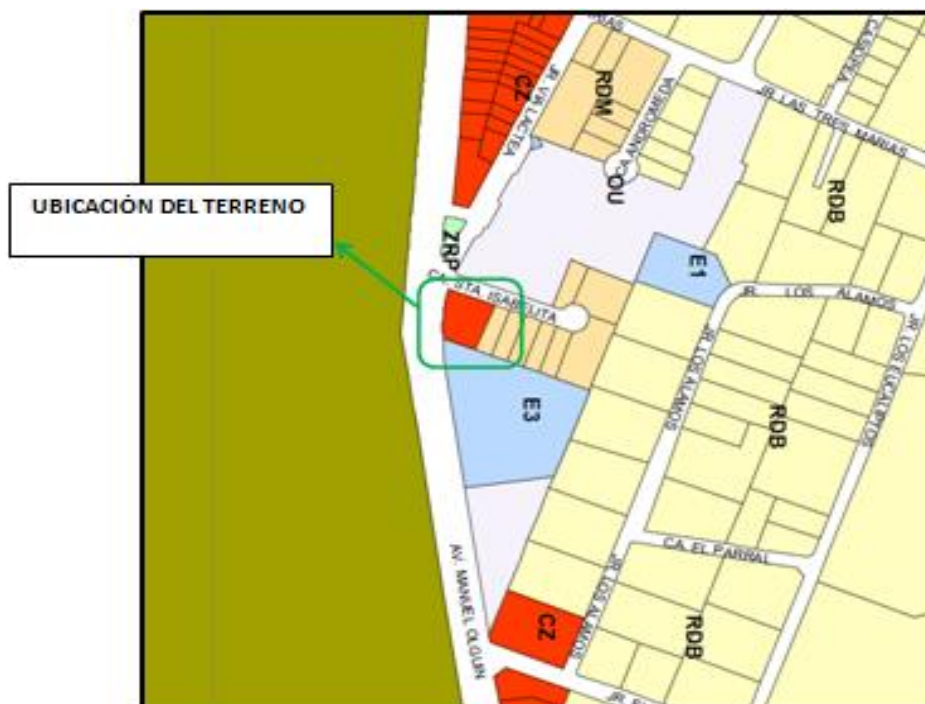 UBICACIÓN DEL TERRENO
CZ
JR. VIA LACTEA
RDM
CA. ANDROMEDA
OU
JR. LAS TRES MARIAS
CASIOPEA
RDB
ZRP
CA. STA ISABELITA
E1
JR. LOS ALAMOS
JR. LOS ALAMOS
JR. LOS EUCALIPTOS
E3
RDB
CA. EL PARRAL
AV. MANUEL OLGUIN
CZ
JR. LOS ALAMOS
RDB